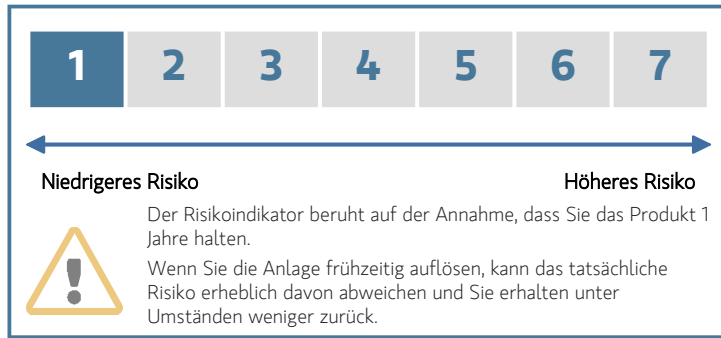 1 2 3 4 5 6 7
Niedrigeres Risiko Höheres Risiko
Der Risikoindikator beruht auf der Annahme, dass Sie das Produkt 1
Jahre halten.
Wenn Sie die Anlage frühzeitig auflösen, kann das tatsächliche
Risiko erheblich davon abweichen und Sie erhalten unter
Umständen weniger zurück.